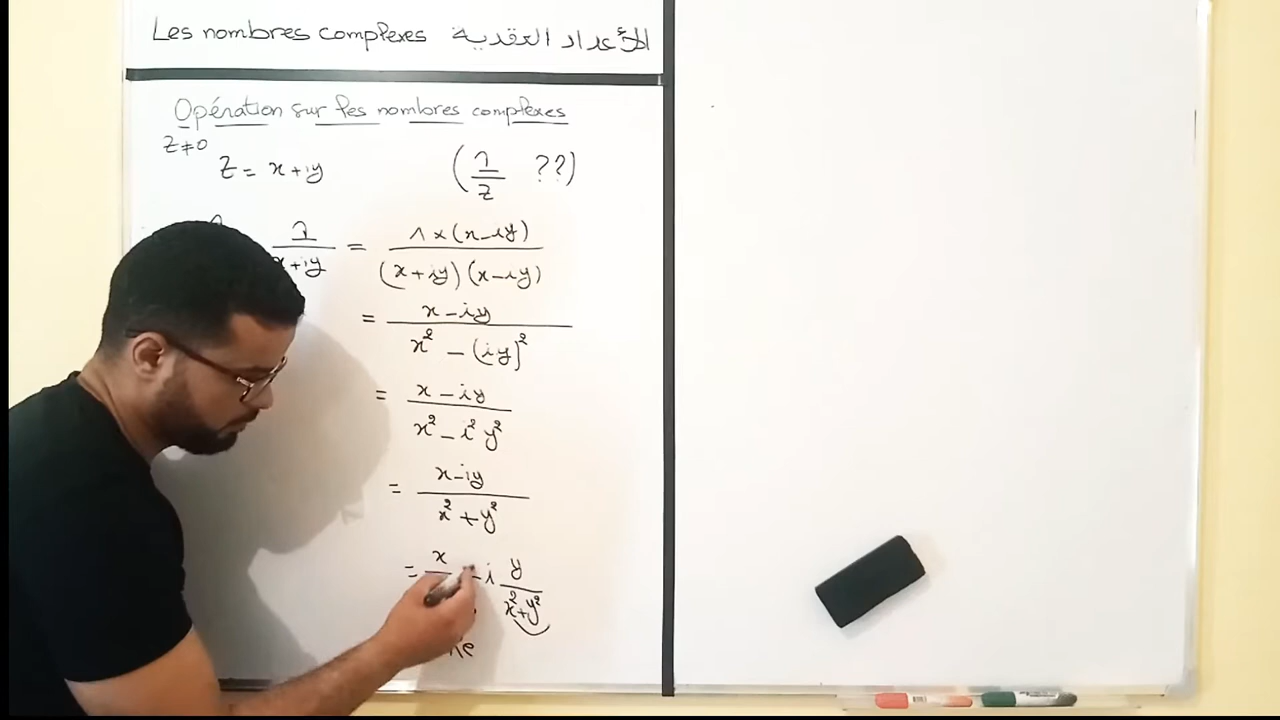 Les nombres complexes الأعداد العقدية
Opération sur les nombres complexes
z≠0
z = x+iy (1/z ??)
1/(x+iy) = 1×(x-iy)/(x+iy)(x-iy)
= (x-iy)/(x² - (iy)²)
= (x-iy)/(x² - i²y²)
= (x-iy)/(x²+y²)
= x - i y/(x²+y²)
Re